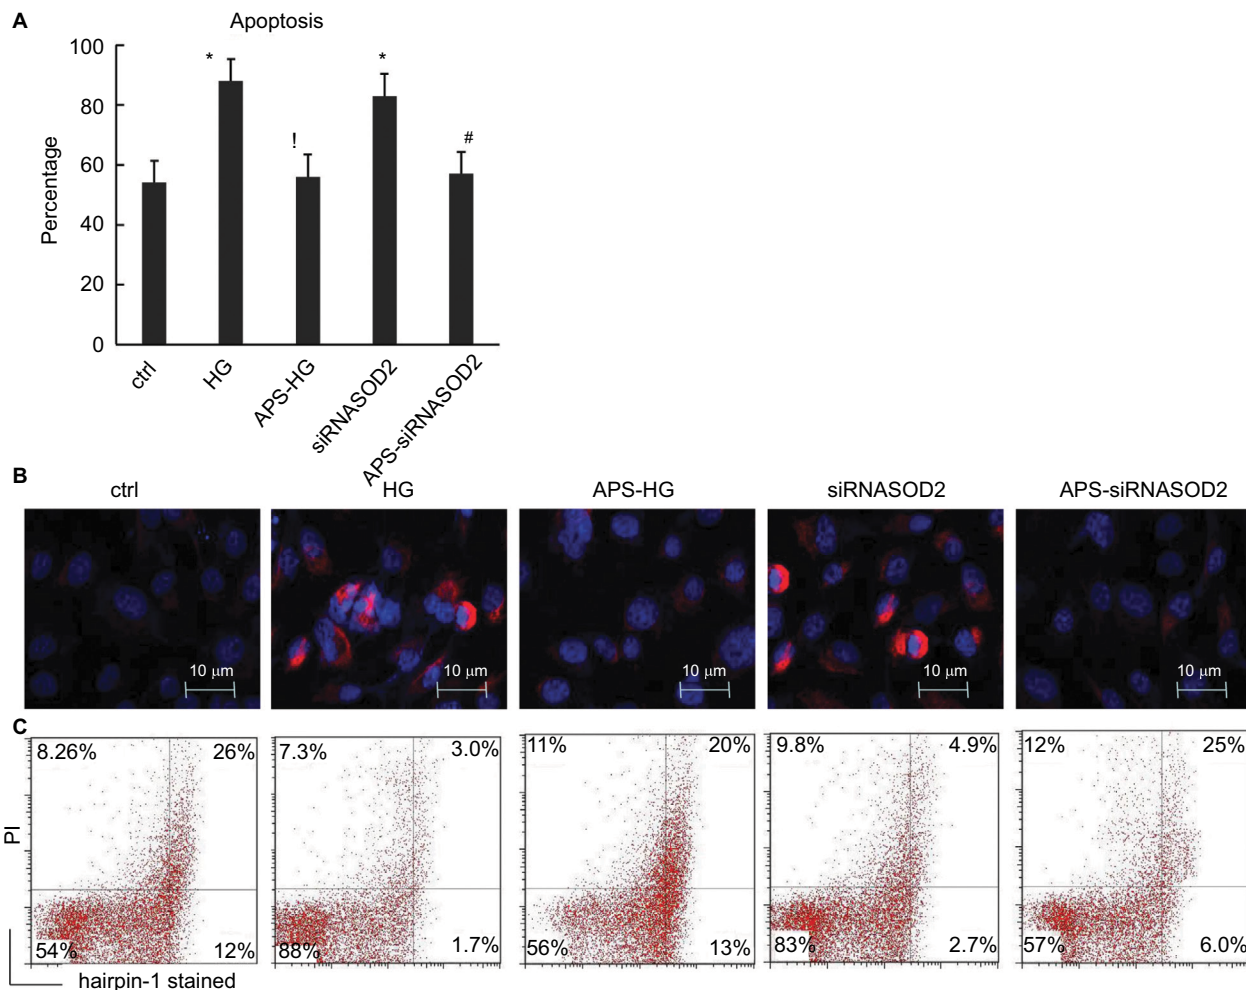 A
Apoptosis
100
80
60
40
20
0
Percentage
*
!
*
#
ctrl
HG
APS-HG
siRNASOD2
APS-siRNASOD2
B
ctrl
HG
APS-HG
siRNASOD2
APS-siRNASOD2
10 μm
10 μm
10 μm
10 μm
10 μm
C
8.26% 26%
54% 12%
7.3% 3.0%
88% 1.7%
11% 20%
56% 13%
9.8% 4.9%
83% 2.7%
12% 25%
57% 6.0%
PI
hairpin-1 stained